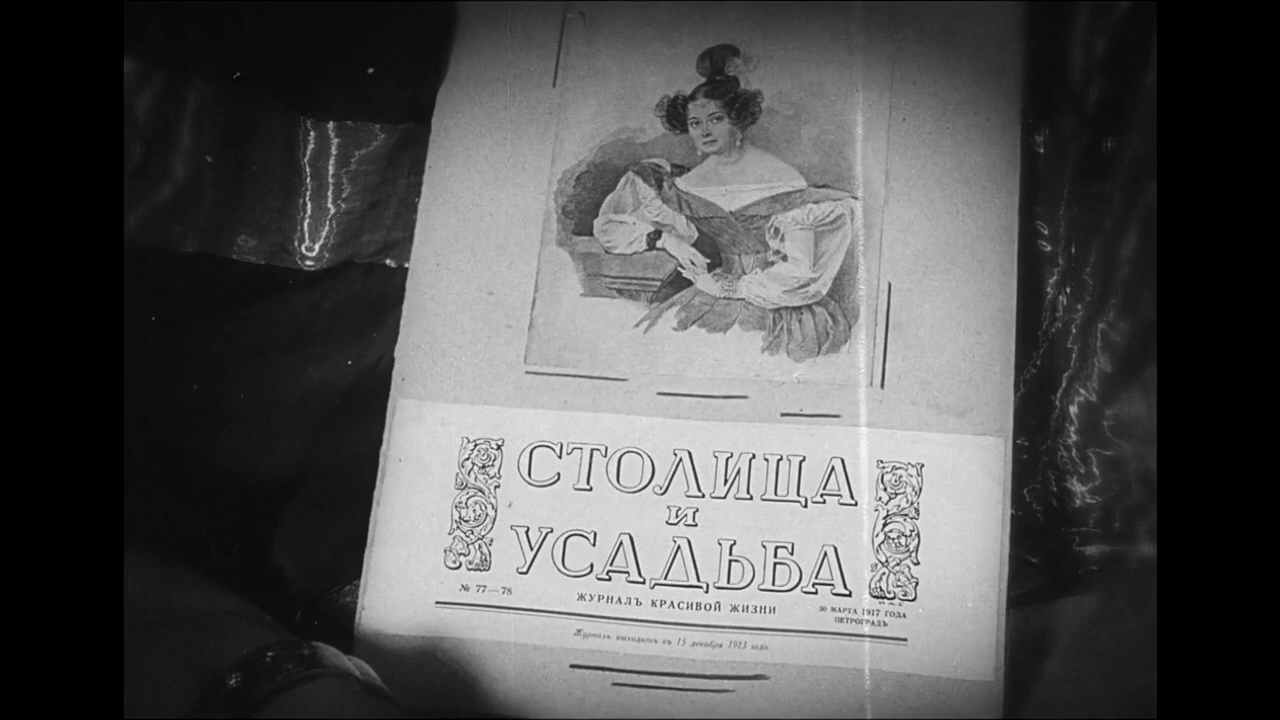 СТОЛИЦА
и
УСАДЬБА
№ 77—78
ЖУРНАЛЪ КРАСИВОЙ ЖИЗНИ
30 МАРТА 1917 ГОДА
ПЕТРОГРАДЪ
Журналъ выходитъ съ 15 декабря 1913 года.